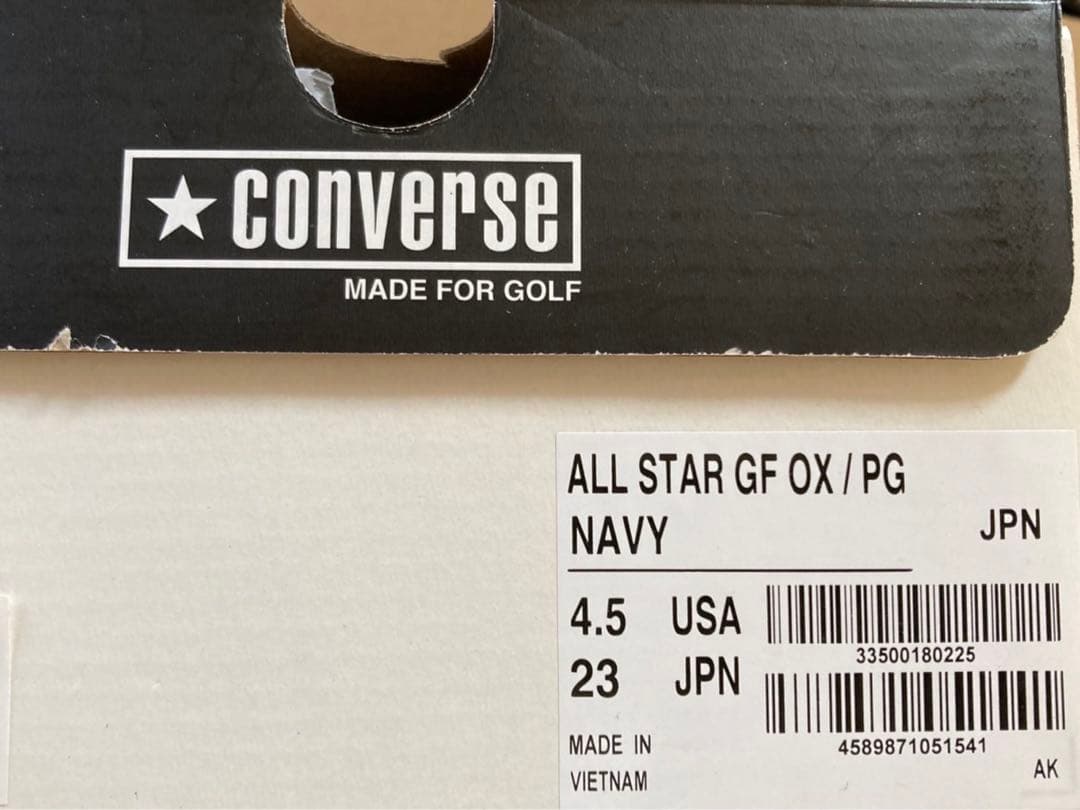 converse
MADE FOR GOLF
ALL STAR GF OX / PG
NAVY JPN
4.5 USA
33500180225
23 JPN
4589871051541
MADE IN
VIETNAM
AK